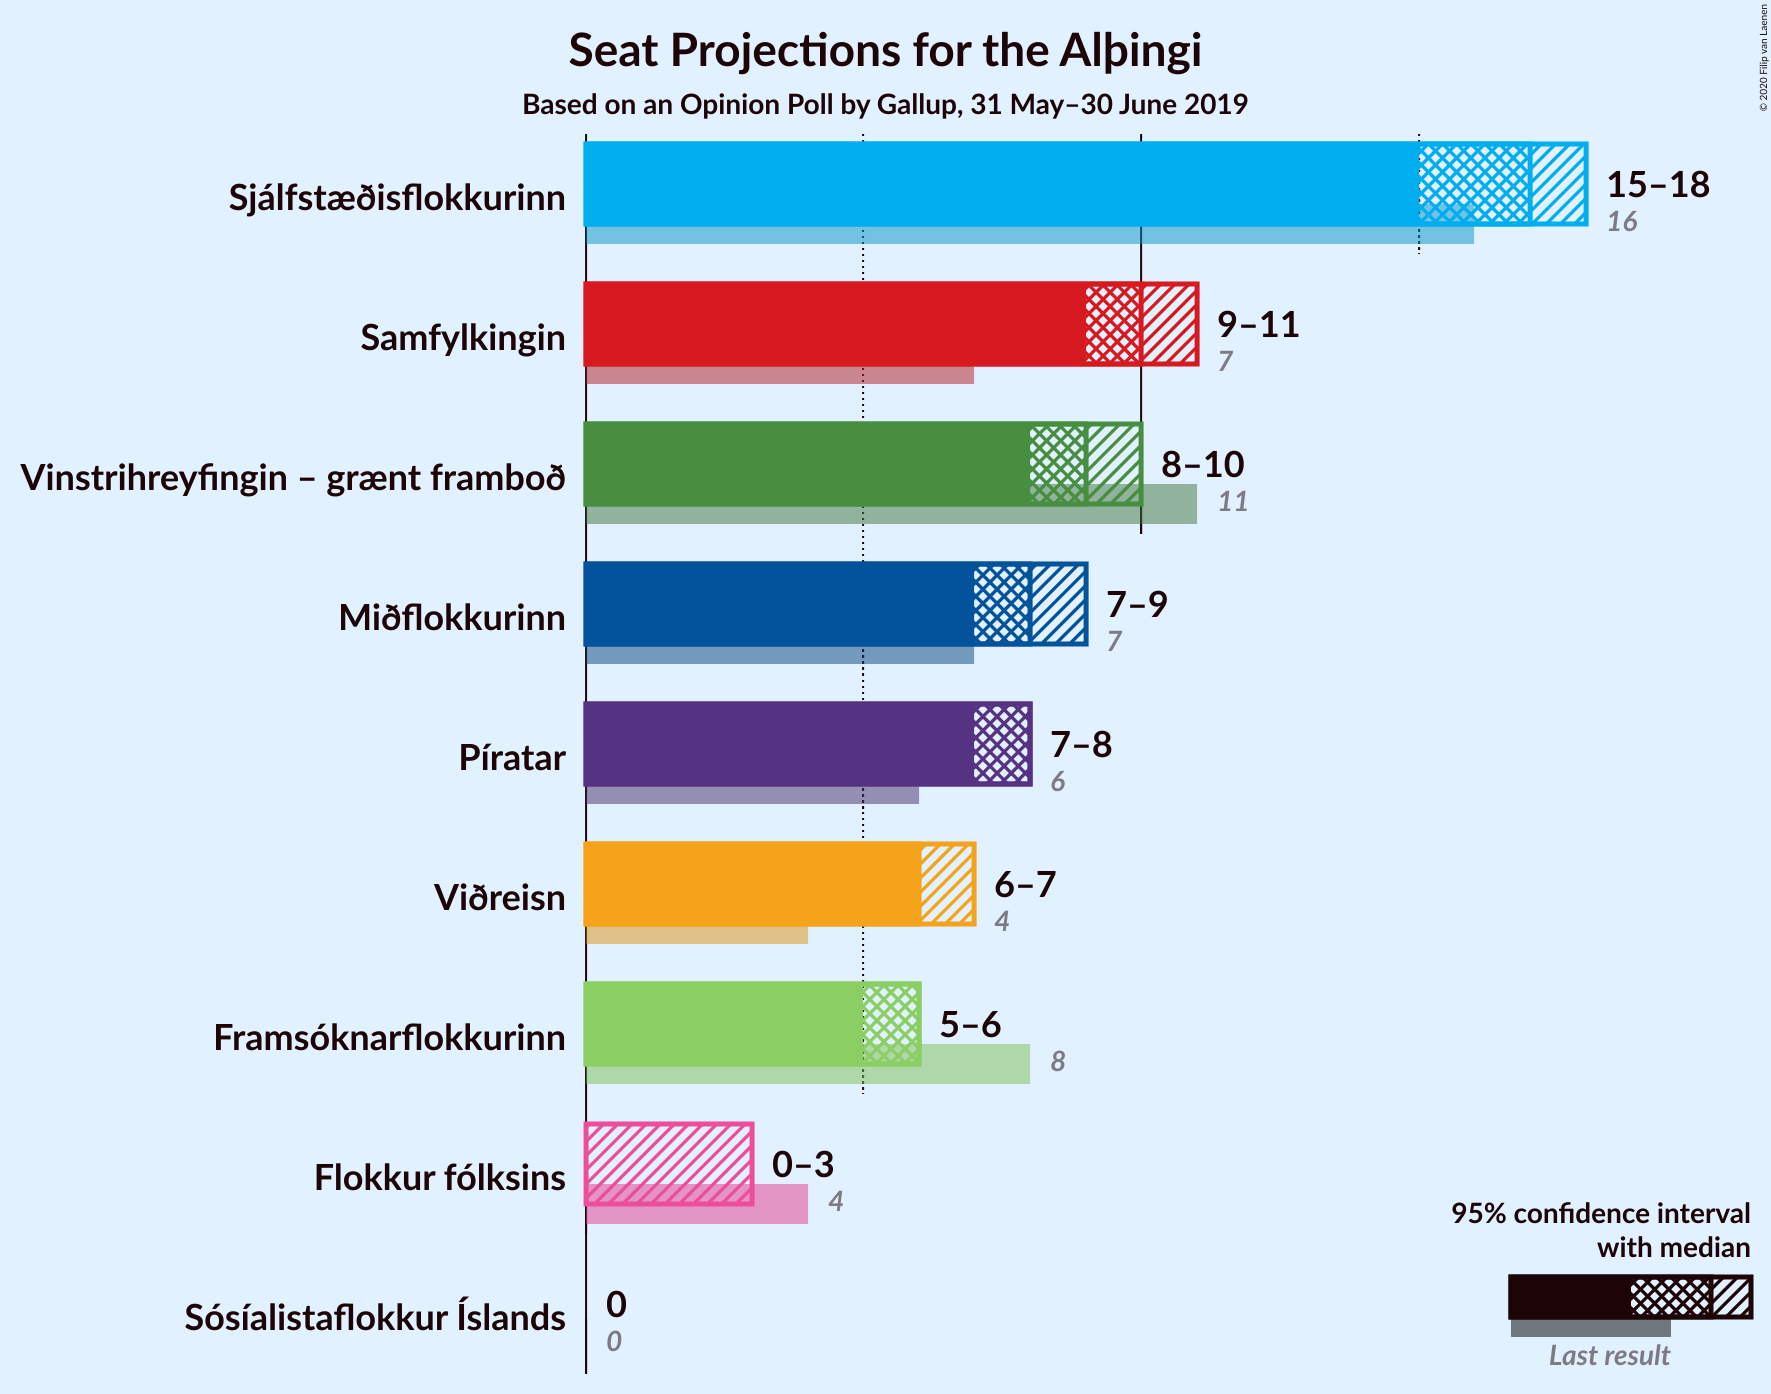 Seat Projections for the Alþingi
Based on an Opinion Poll by Gallup, 31 May–30 June 2019
© 2020 Filip van Laenen
Sjálfstæðisflokkurinn
15–18
16
Samfylkingin
9–11
7
Vinstrihreyfingin – grænt framboð
8–10
11
Miðflokkurinn
7–9
7
Píratar
7–8
6
Viðreisn
6–7
4
Framsóknarflokkurinn
5–6
8
Flokkur fólksins
0–3
4
Sósíalistaflokkur Íslands
0
0
95% confidence interval
with median
Last result